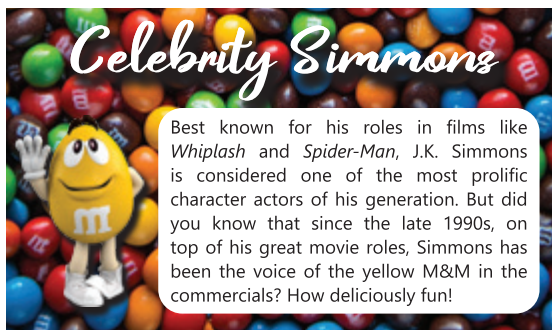 Celebrity Simmons
Best known for his roles in films like
Whiplash and Spider-Man, J.K. Simmons
is considered one of the most prolific
character actors of his generation. But did
you know that since the late 1990s, on
top of his great movie roles, Simmons has
been the voice of the yellow M&M in the
commercials? How deliciously fun!
m